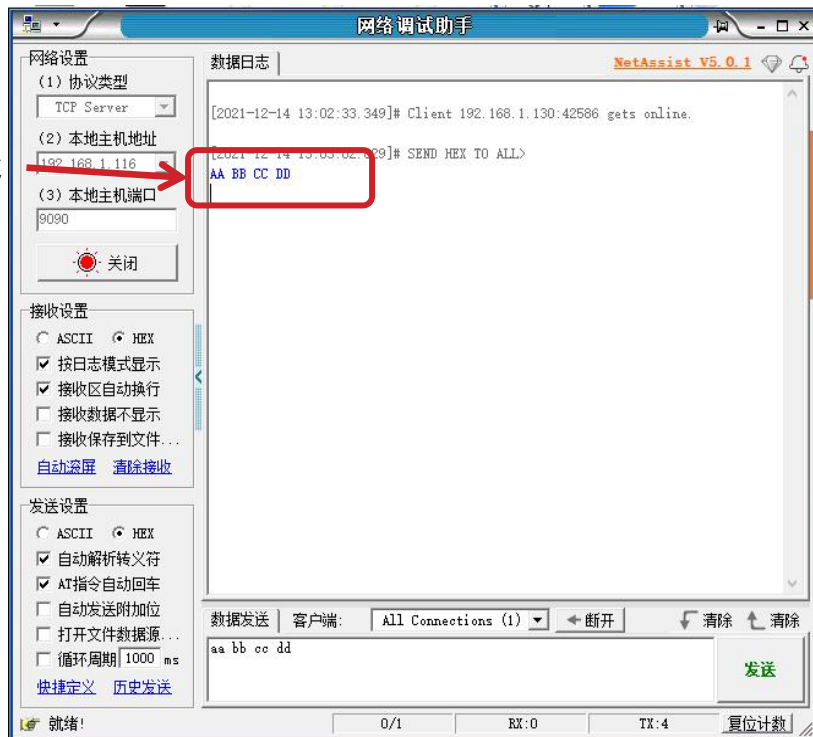 网络调试助手
网络设置
(1) 协议类型
TCP Server
(2) 本地主机地址
192.168.1.116
(3) 本地主机端口
9090
关闭
接收设置
ASCII HEX
按日志模式显示
接收区自动换行
接收数据不显示
接收保存到文件...
自动滚屏 清除接收
发送设置
ASCII HEX
自动解析转义符
AT指令自动回车
自动发送附加位
打开文件数据源...
循环周期 1000 ms
快捷定义 历史发送
数据日志
NetAssist V5.0.1
[2021-12-14 13:02:33.349]# Client 192.168.1.130:42586 gets online.
[2021-12-14 13:03:02.629]# SEND HEX TO ALL>
AA BB CC DD
数据发送 客户端: All Connections (1) 断开 清除 清除
aa bb cc dd
发送
就绪! 0/1 RX:0 TX:4 复位计数